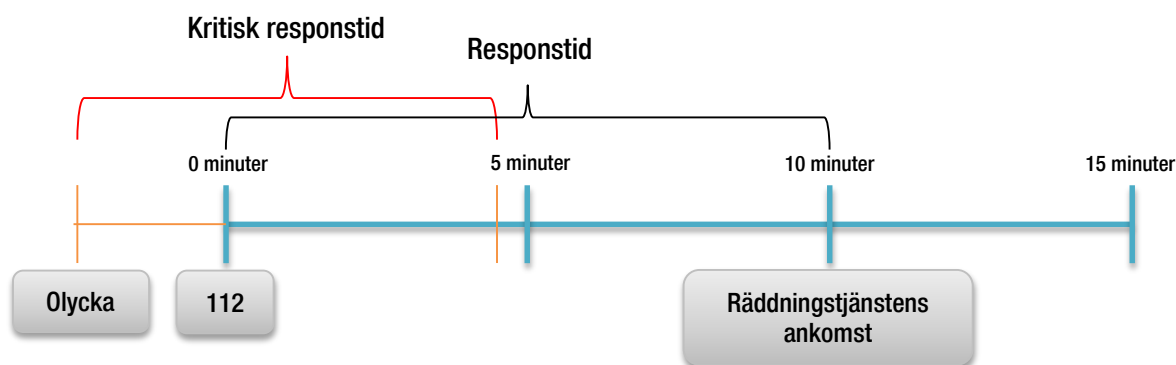 Kritisk responstid
Responstid
0 minuter
5 minuter
10 minuter
15 minuter
Olycka
112
Räddningstjänstens
ankomst